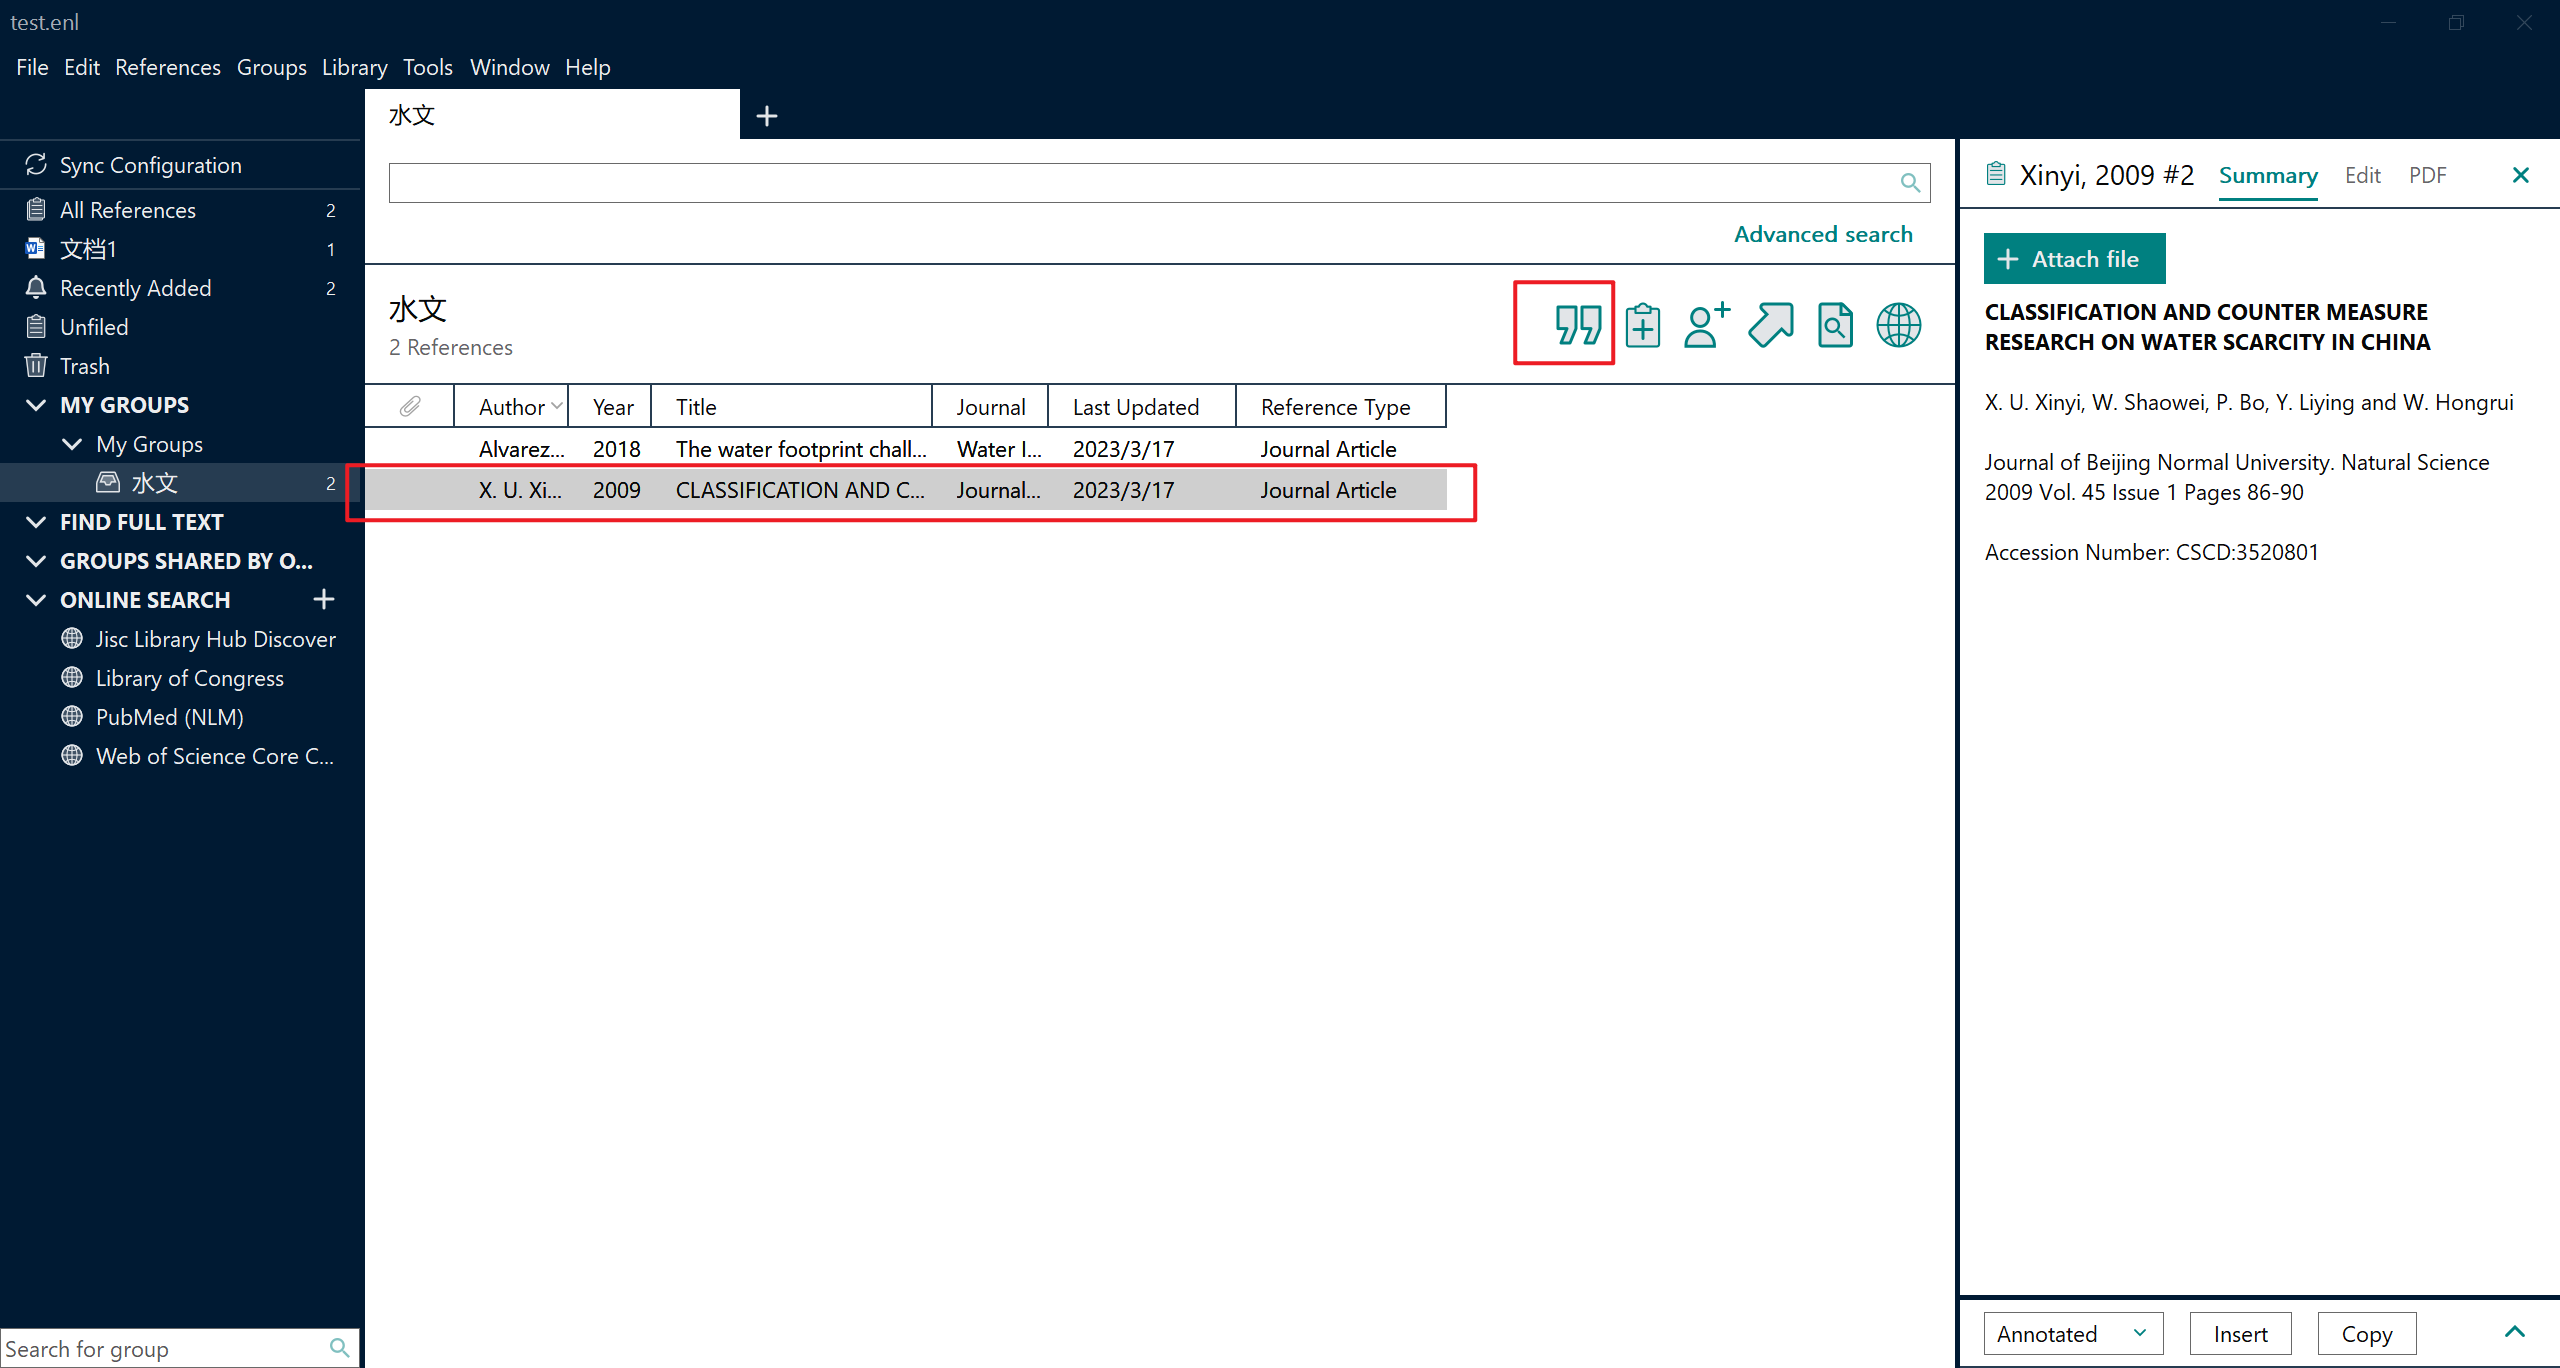 test.enl
File Edit References Groups Library Tools Window Help
水文
Sync Configuration
All References 2
文档1 1
Recently Added 2
Unfiled
Trash
MY GROUPS
My Groups
水文 2
FIND FULL TEXT
GROUPS SHARED BY O...
ONLINE SEARCH
Jisc Library Hub Discover
Library of Congress
PubMed (NLM)
Web of Science Core C...
Search for group
Advanced search
水文
2 References
Author Year Title Journal Last Updated Reference Type
Alvarez... 2018 The water footprint chall... Water I... 2023/3/17 Journal Article
X. U. Xi... 2009 CLASSIFICATION AND C... Journal... 2023/3/17 Journal Article
Xinyi, 2009 #2 Summary Edit PDF
Attach file
CLASSIFICATION AND COUNTER MEASURE
RESEARCH ON WATER SCARCITY IN CHINA
X. U. Xinyi, W. Shaowei, P. Bo, Y. Liying and W. Hongrui
Journal of Beijing Normal University. Natural Science
2009 Vol. 45 Issue 1 Pages 86-90
Accession Number: CSCD:3520801
Annotated Insert Copy